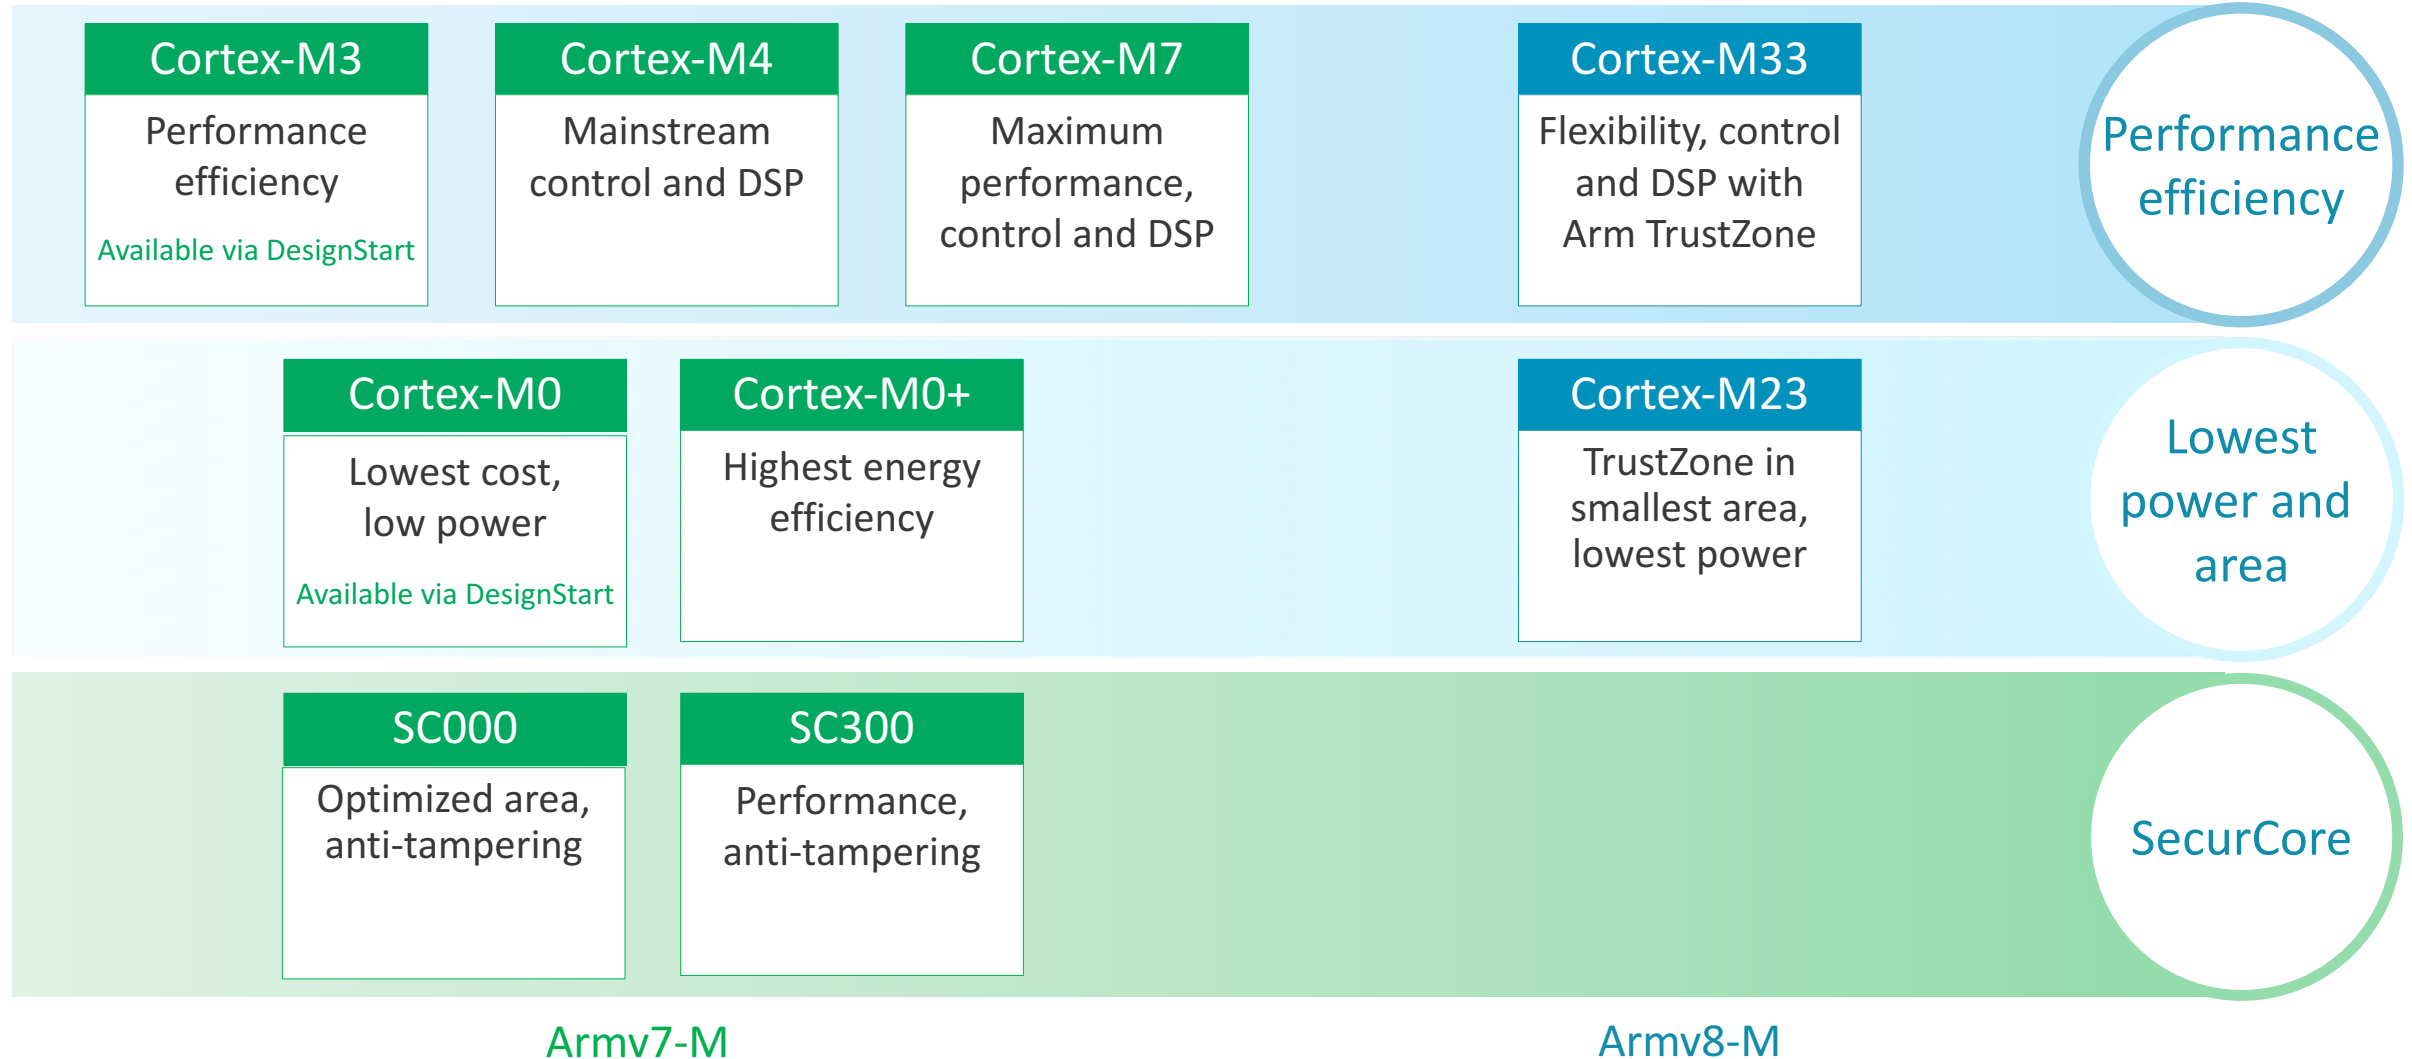 Cortex-M3
Performance
efficiency
Available via DesignStart
Cortex-M4
Mainstream
control and DSP
Cortex-M7
Maximum
performance,
control and DSP
Cortex-M33
Flexibility, control
and DSP with
Arm TrustZone
Performance
efficiency
Cortex-M0
Lowest cost,
low power
Available via DesignStart
Cortex-M0+
Highest energy
efficiency
Cortex-M23
TrustZone in
smallest area,
lowest power
Lowest
power and
area
SC000
Optimized area,
anti-tampering
SC300
Performance,
anti-tampering
SecurCore
Armv7-M
Armv8-M